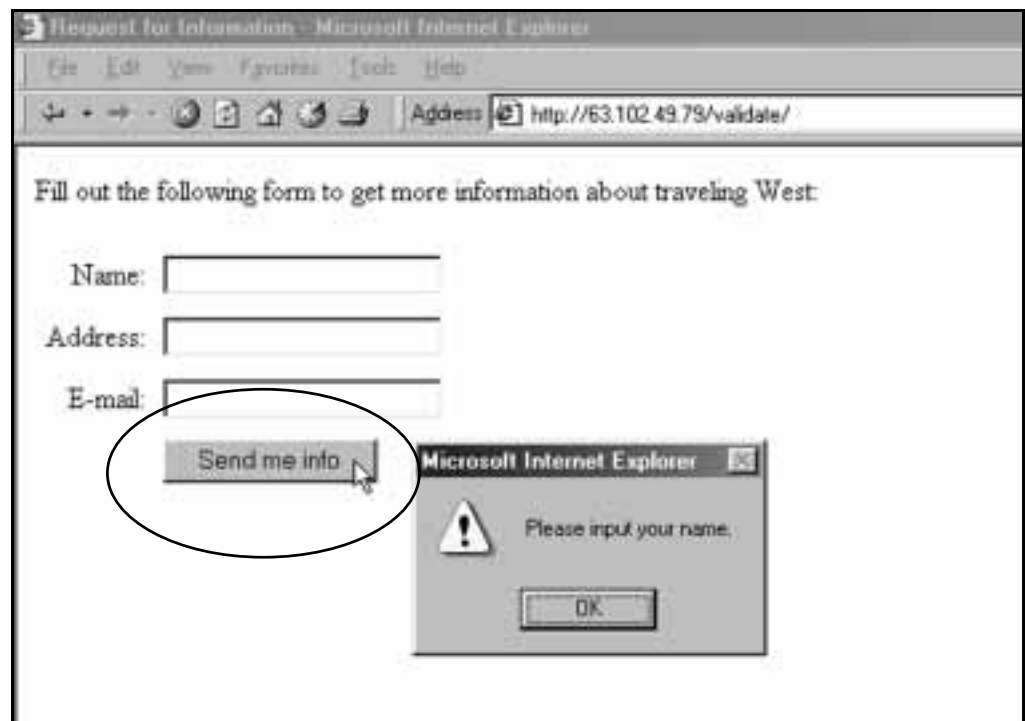 Request for Information - Microsoft Internet Explorer
File Edit View Favorites Tools Help
Address http://63.102.49.79/validate/
Fill out the following form to get more information about traveling West:
Name:
Address:
E-mail:
Send me info
Microsoft Internet Explorer
Please input your name.
OK